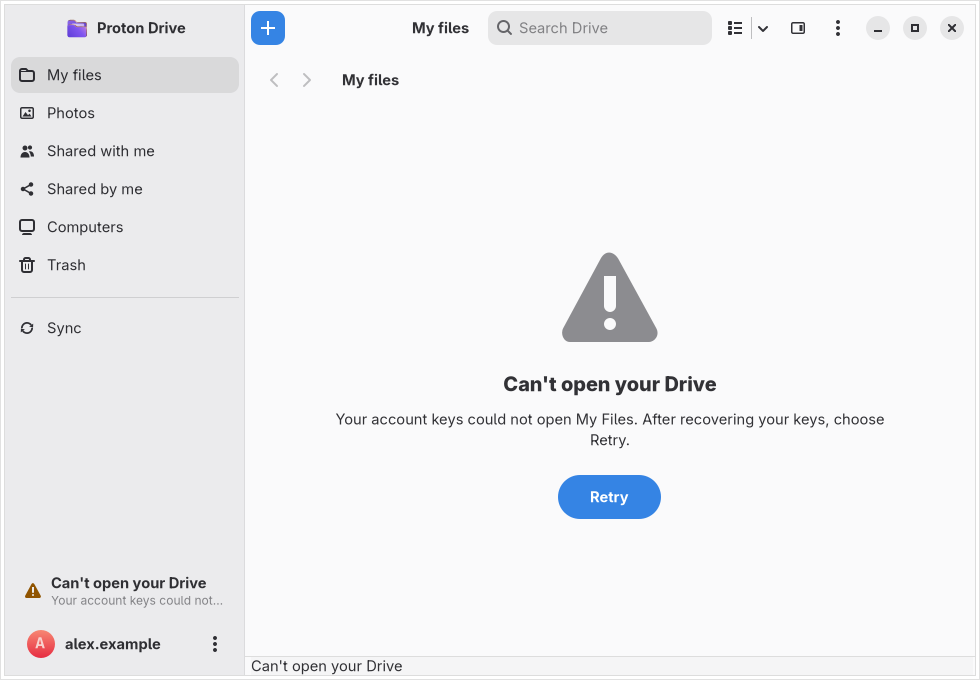 Proton Drive
My files
Search Drive
My files
Photos
Shared with me
Shared by me
Computers
Trash
Sync
My files
Can't open your Drive
Your account keys could not open My Files. After recovering your keys, choose
Retry.
Retry
Can't open your Drive
Your account keys could not...
A
alex.example
Can't open your Drive